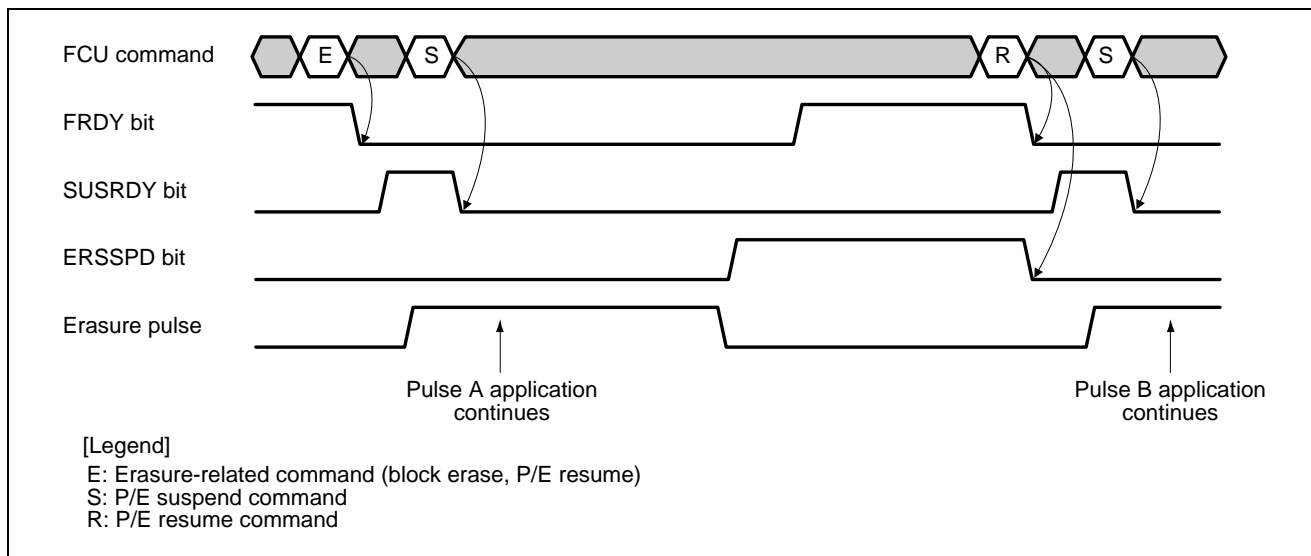 FCU command
E
S
R
S
FRDY bit
SUSRDY bit
ERSSPD bit
Erasure pulse
Pulse A application
continues
Pulse B application
continues
[Legend]
E: Erasure-related command (block erase, P/E resume)
S: P/E suspend command
R: P/E resume command